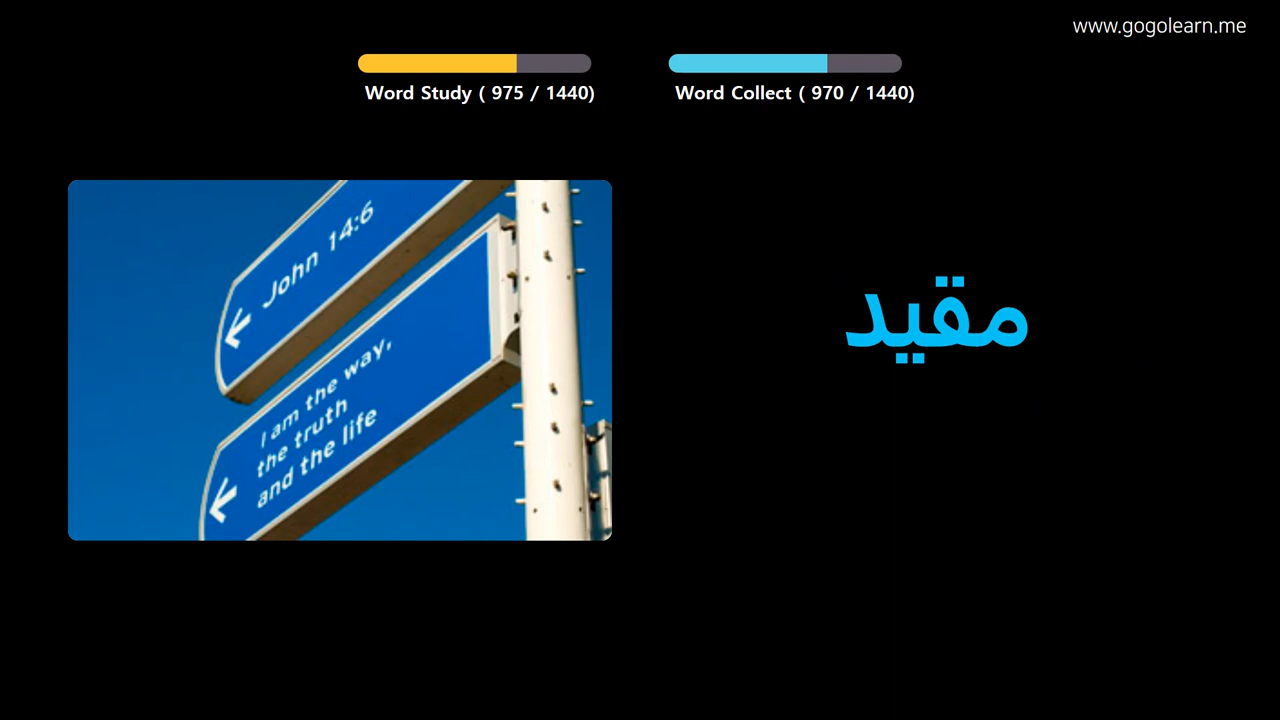 www.gogolearn.me
Word Study ( 975 / 1440)
Word Collect ( 970 / 1440)
John 14:6
I am the way,
the truth
and the life
مقيد